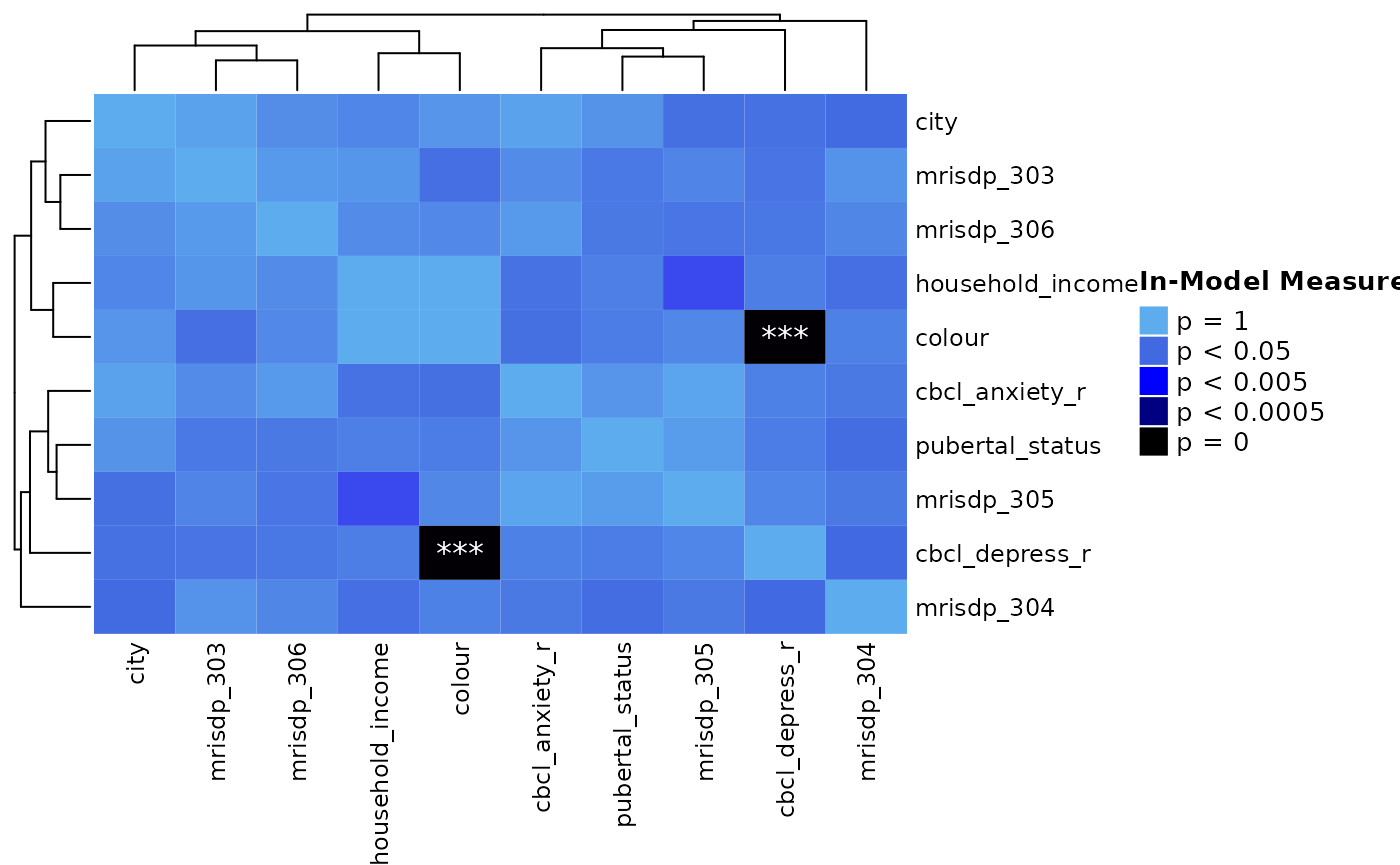 city
mrisdp_303
mrisdp_306
household_income
colour
cbcl_anxiety_r
pubertal_status
mrisdp_305
cbcl_depress_r
mrisdp_304
***
***
In-Model Measure
p = 1
p < 0.05
p < 0.005
p < 0.0005
p = 0
city
mrisdp_303
mrisdp_306
household_income
colour
cbcl_anxiety_r
pubertal_status
mrisdp_305
cbcl_depress_r
mrisdp_304